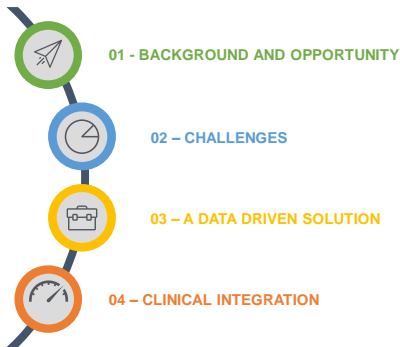 01 - BACKGROUND AND OPPORTUNITY
02 – CHALLENGES
03 – A DATA DRIVEN SOLUTION
04 – CLINICAL INTEGRATION